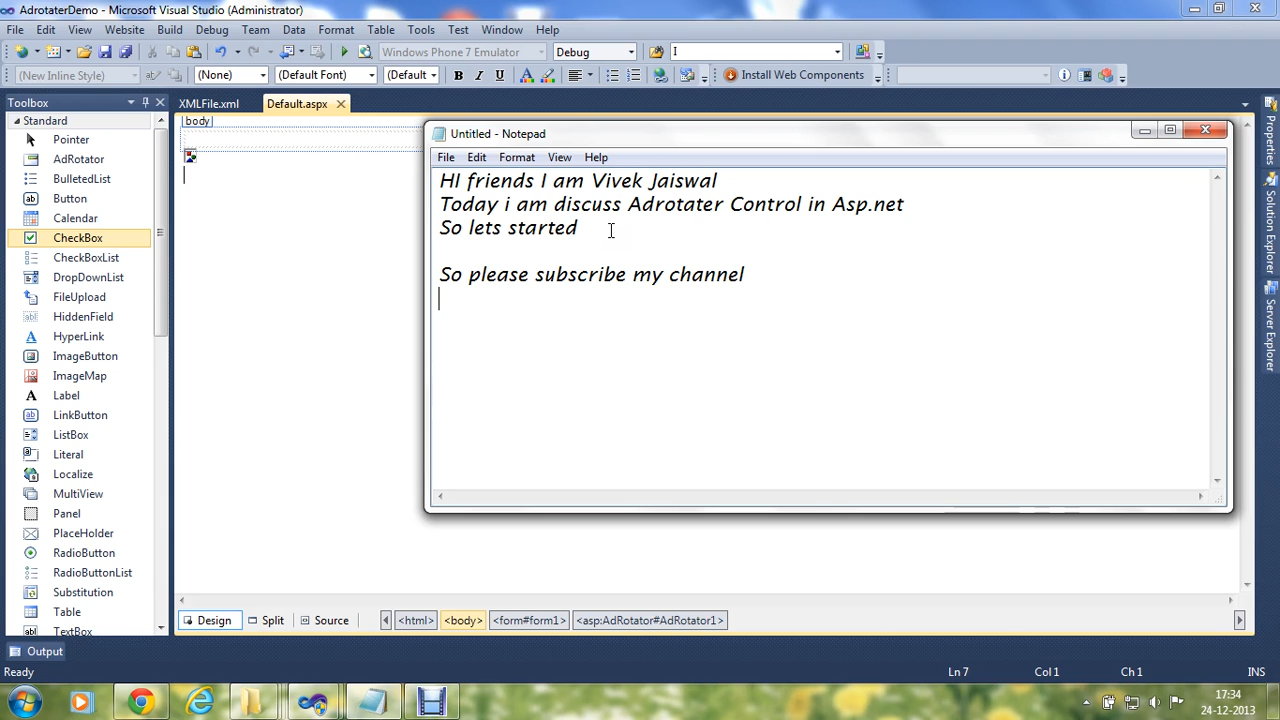 AdrotaterDemo - Microsoft Visual Studio (Administrator)
File Edit View Website Build Debug Team Data Format Table Tools Test Window Help
Windows Phone 7 Emulator Debug I
(New Inline Style) (None) (Default Font) (Default B I U A Install Web Components
Toolbox
XMLFile.xml Default.aspx
Standard
body
Pointer
AdRotator
BulletedList
Button
Calendar
CheckBox
CheckBoxList
DropDownList
FileUpload
HiddenField
HyperLink
ImageButton
ImageMap
Label
LinkButton
ListBox
Literal
Localize
MultiView
Panel
PlaceHolder
RadioButton
RadioButtonList
Substitution
Table
TextBox
Untitled - Notepad
File Edit Format View Help
HI friends I am Vivek Jaiswal
Today i am discuss Adrotater Control in Asp.net
So lets started
So please subscribe my channel
Properties
Solution Explorer
Server Explorer
Design Split Source <html> <body> <form#form1> <asp:AdRotator#AdRotator1>
Output
Ready Ln 7 Col 1 Ch 1 INS
17:34
24-12-2013